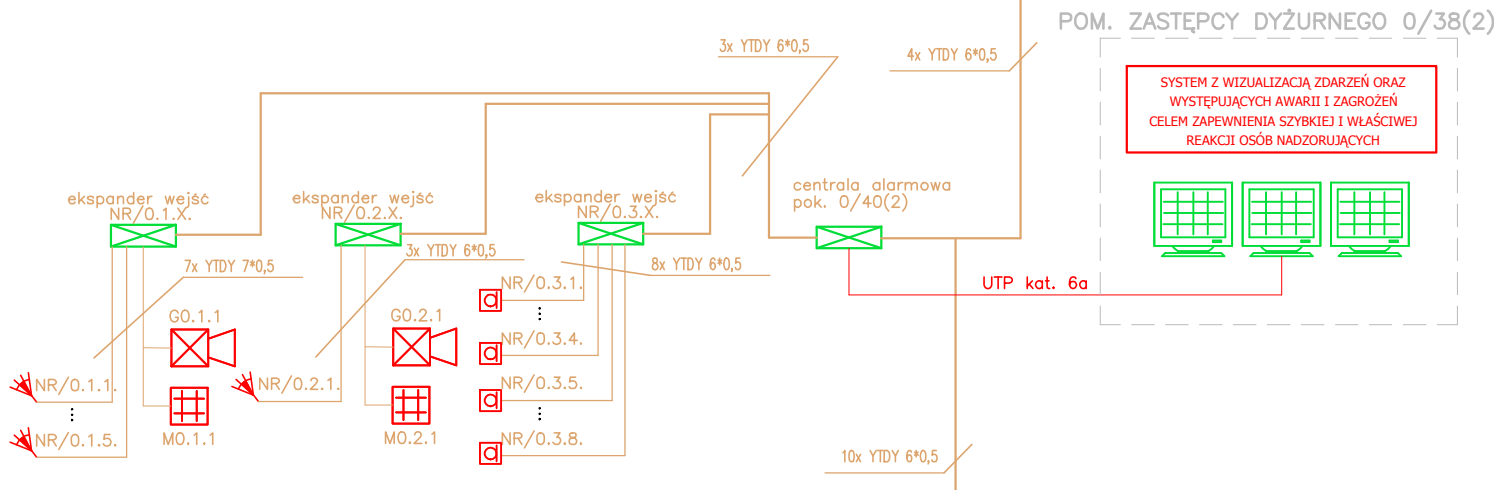 POM. ZASTĘPCY DYŻURNEGO 0/38(2)
3x YTDY 6*0,5
4x YTDY 6*0,5
SYSTEM Z WIZUALIZACJĄ ZDARZEŃ ORAZ
WYSTĘPUJĄCYCH AWARII I ZAGROŻEŃ
CELEM ZAPEWNIENIA SZYBKIEJ I WŁAŚCIWEJ
REAKCJI OSÓB NADZORUJĄCYCH
ekspander wejść
NR/0.1.X.
ekspander wejść
NR/0.2.X.
ekspander wejść
NR/0.3.X.
centrala alarmowa
pok. 0/40(2)
7x YTDY 7*0,5
3x YTDY 6*0,5
8x YTDY 6*0,5
UTP kat. 6a
GO.1.1
GO.2.1
NR/0.3.1.
NR/0.3.4.
NR/0.1.1.
NR/0.2.1.
NR/0.3.5.
NR/0.1.5.
MO.1.1
MO.2.1
NR/0.3.8.
10x YTDY 6*0,5